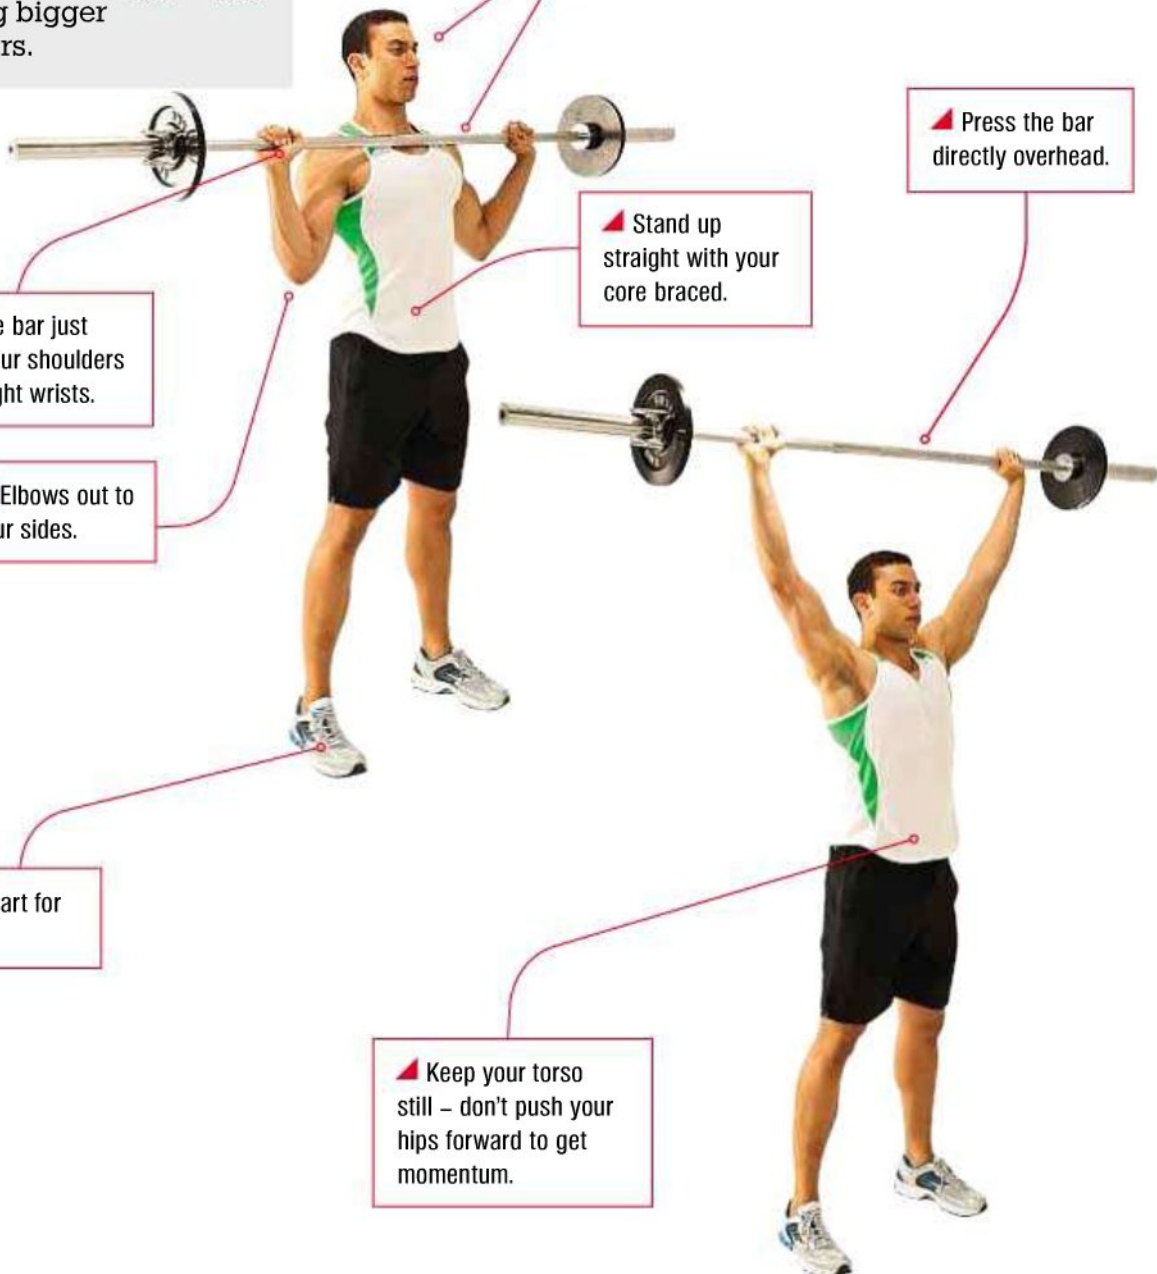 g bigger
rs.
Press the bar
directly overhead.
Stand up
straight with your
core braced.
e bar just
ur shoulders
ght wrists.
Elbows out to
ur sides.
art for
Keep your torso
still – don't push your
hips forward to get
momentum.